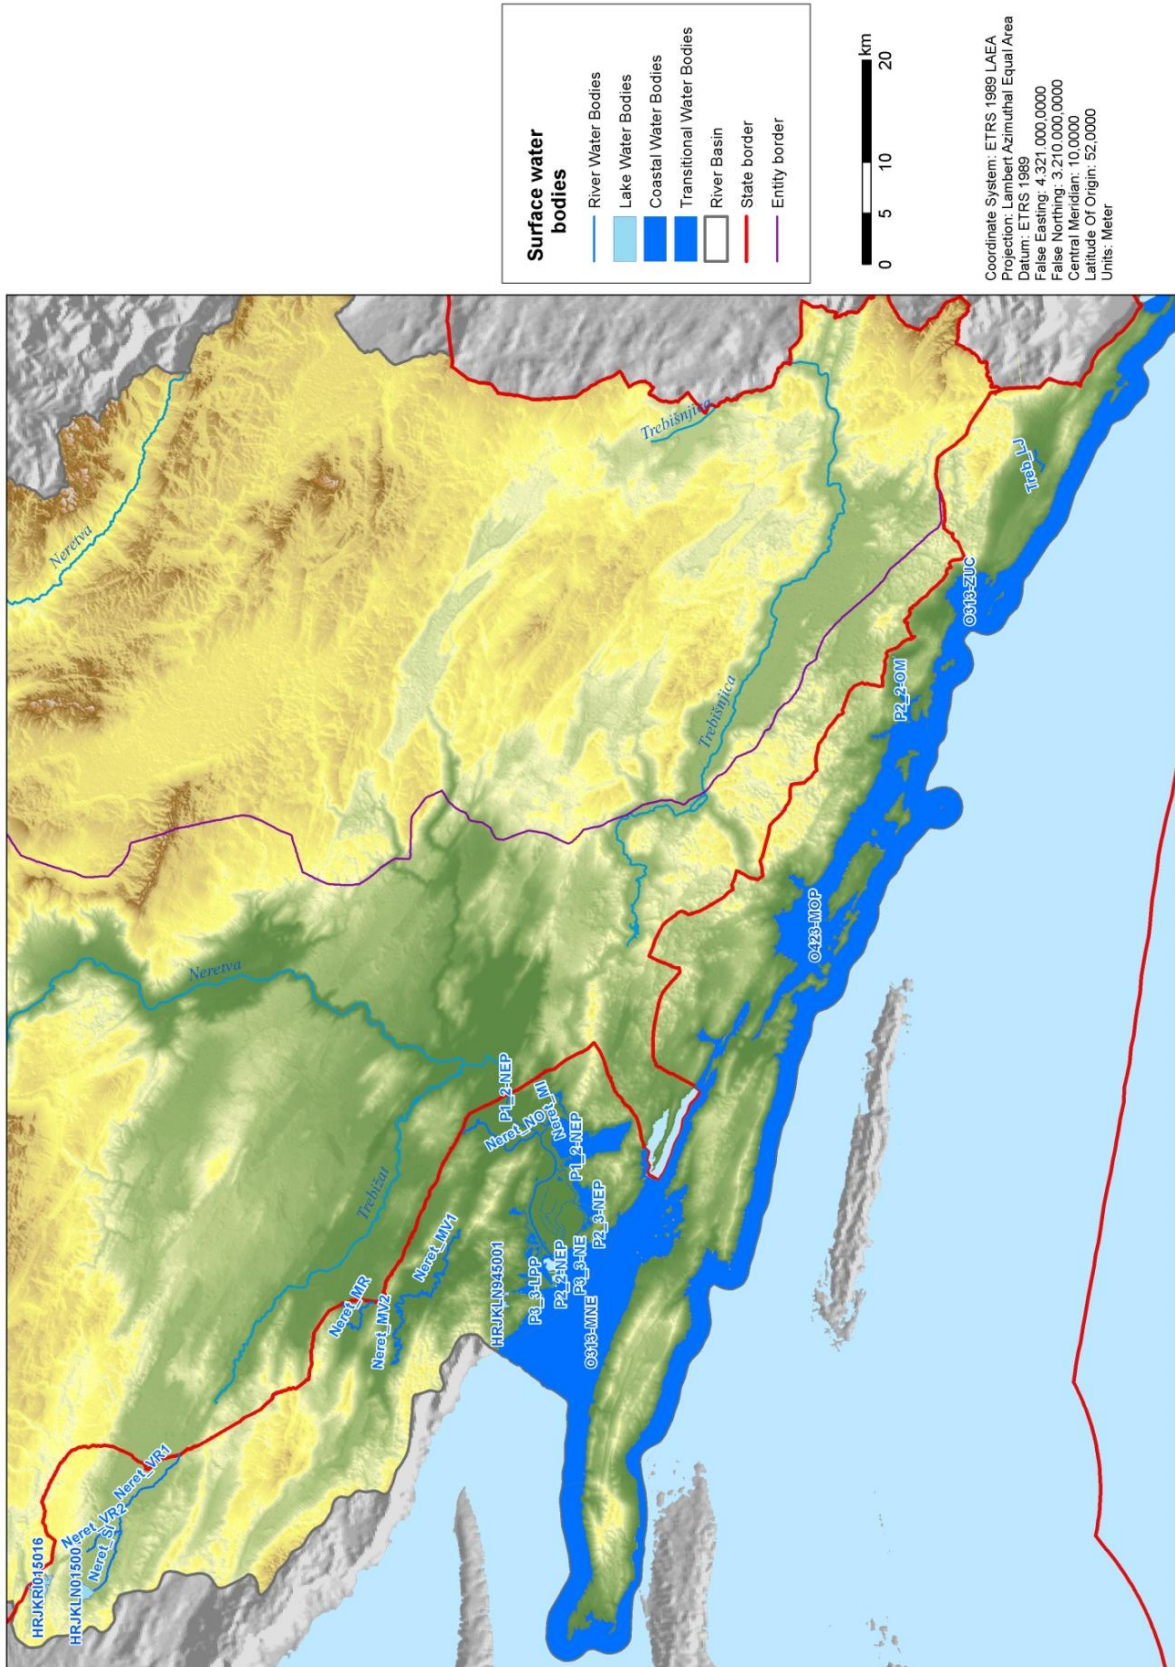 Surface water
bodies
River Water Bodies
Lake Water Bodies
Coastal Water Bodies
Transitional Water Bodies
River Basin
State border
Entity border
0 5 10 20
km
Coordinate System: ETRS 1989 LAEA
Projection: Lambert Azimuthal Equal Area
Datum: ETRS 1989
False Easting: 4.321.000,0000
False Northing: 3.210.000,0000
Central Meridian: 10,0000
Latitude Of Origin: 52,0000
Units: Meter
HRJKRI015016
HRJKLN01500
Neret_SI
Neret_VR2
Neret_VR1
Neretva
Neretva
Trebižat
Trebišnjica
Trebišnjica
Neret_MR
Neret_MV2
Neret_MV1
HRJKLN945001
P1_2-NEP
Neret_NO
Neret_MI
P1_2-NEP
P3_3-LPP
P2_2-NEP
P3_3-NE
P2_3-NEP
O313-MNE
O423-MOP
P2_2-OM
O313-ZUC
Treb_LJ